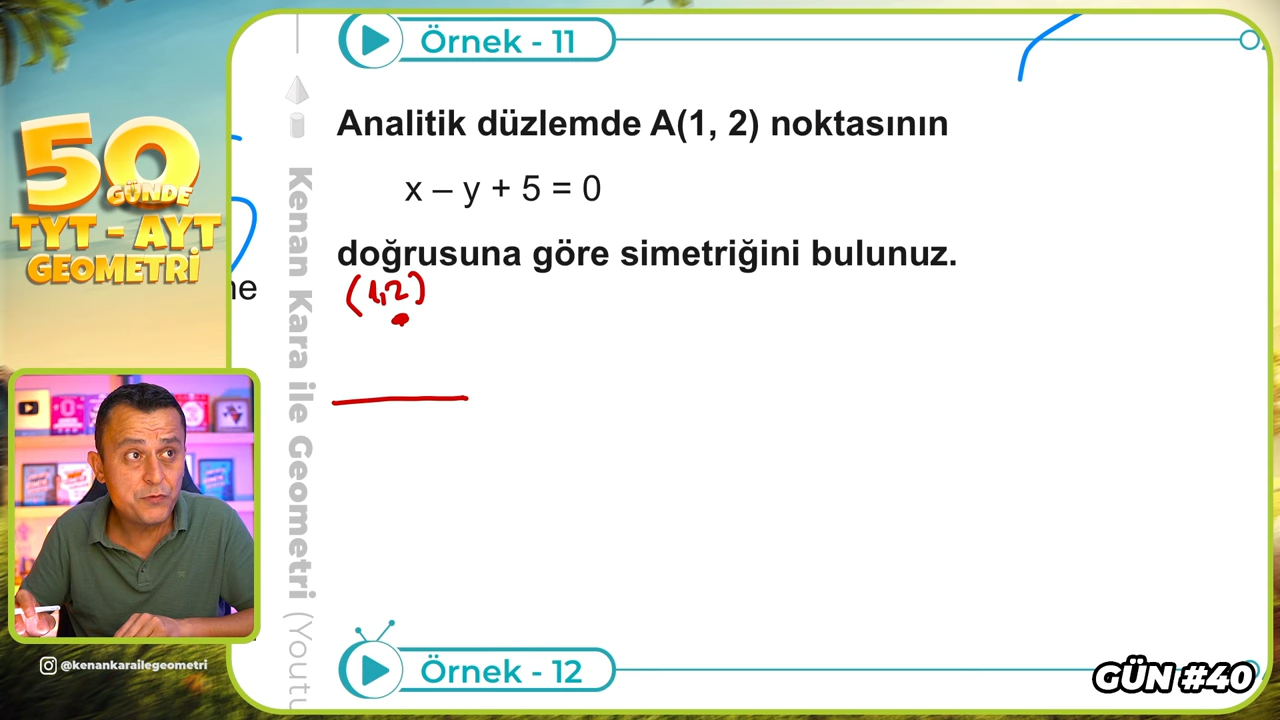 Örnek - 11
Analitik düzlemde A(1, 2) noktasının
x – y + 5 = 0
doğrusuna göre simetriğini bulunuz.
(1,2)
50
GÜNDE
TYT - AYT
GEOMETRİ
ne
Kenan Kara ile Geometri (Youtu
@kenankarailegeometri
Örnek - 12
GÜN #40